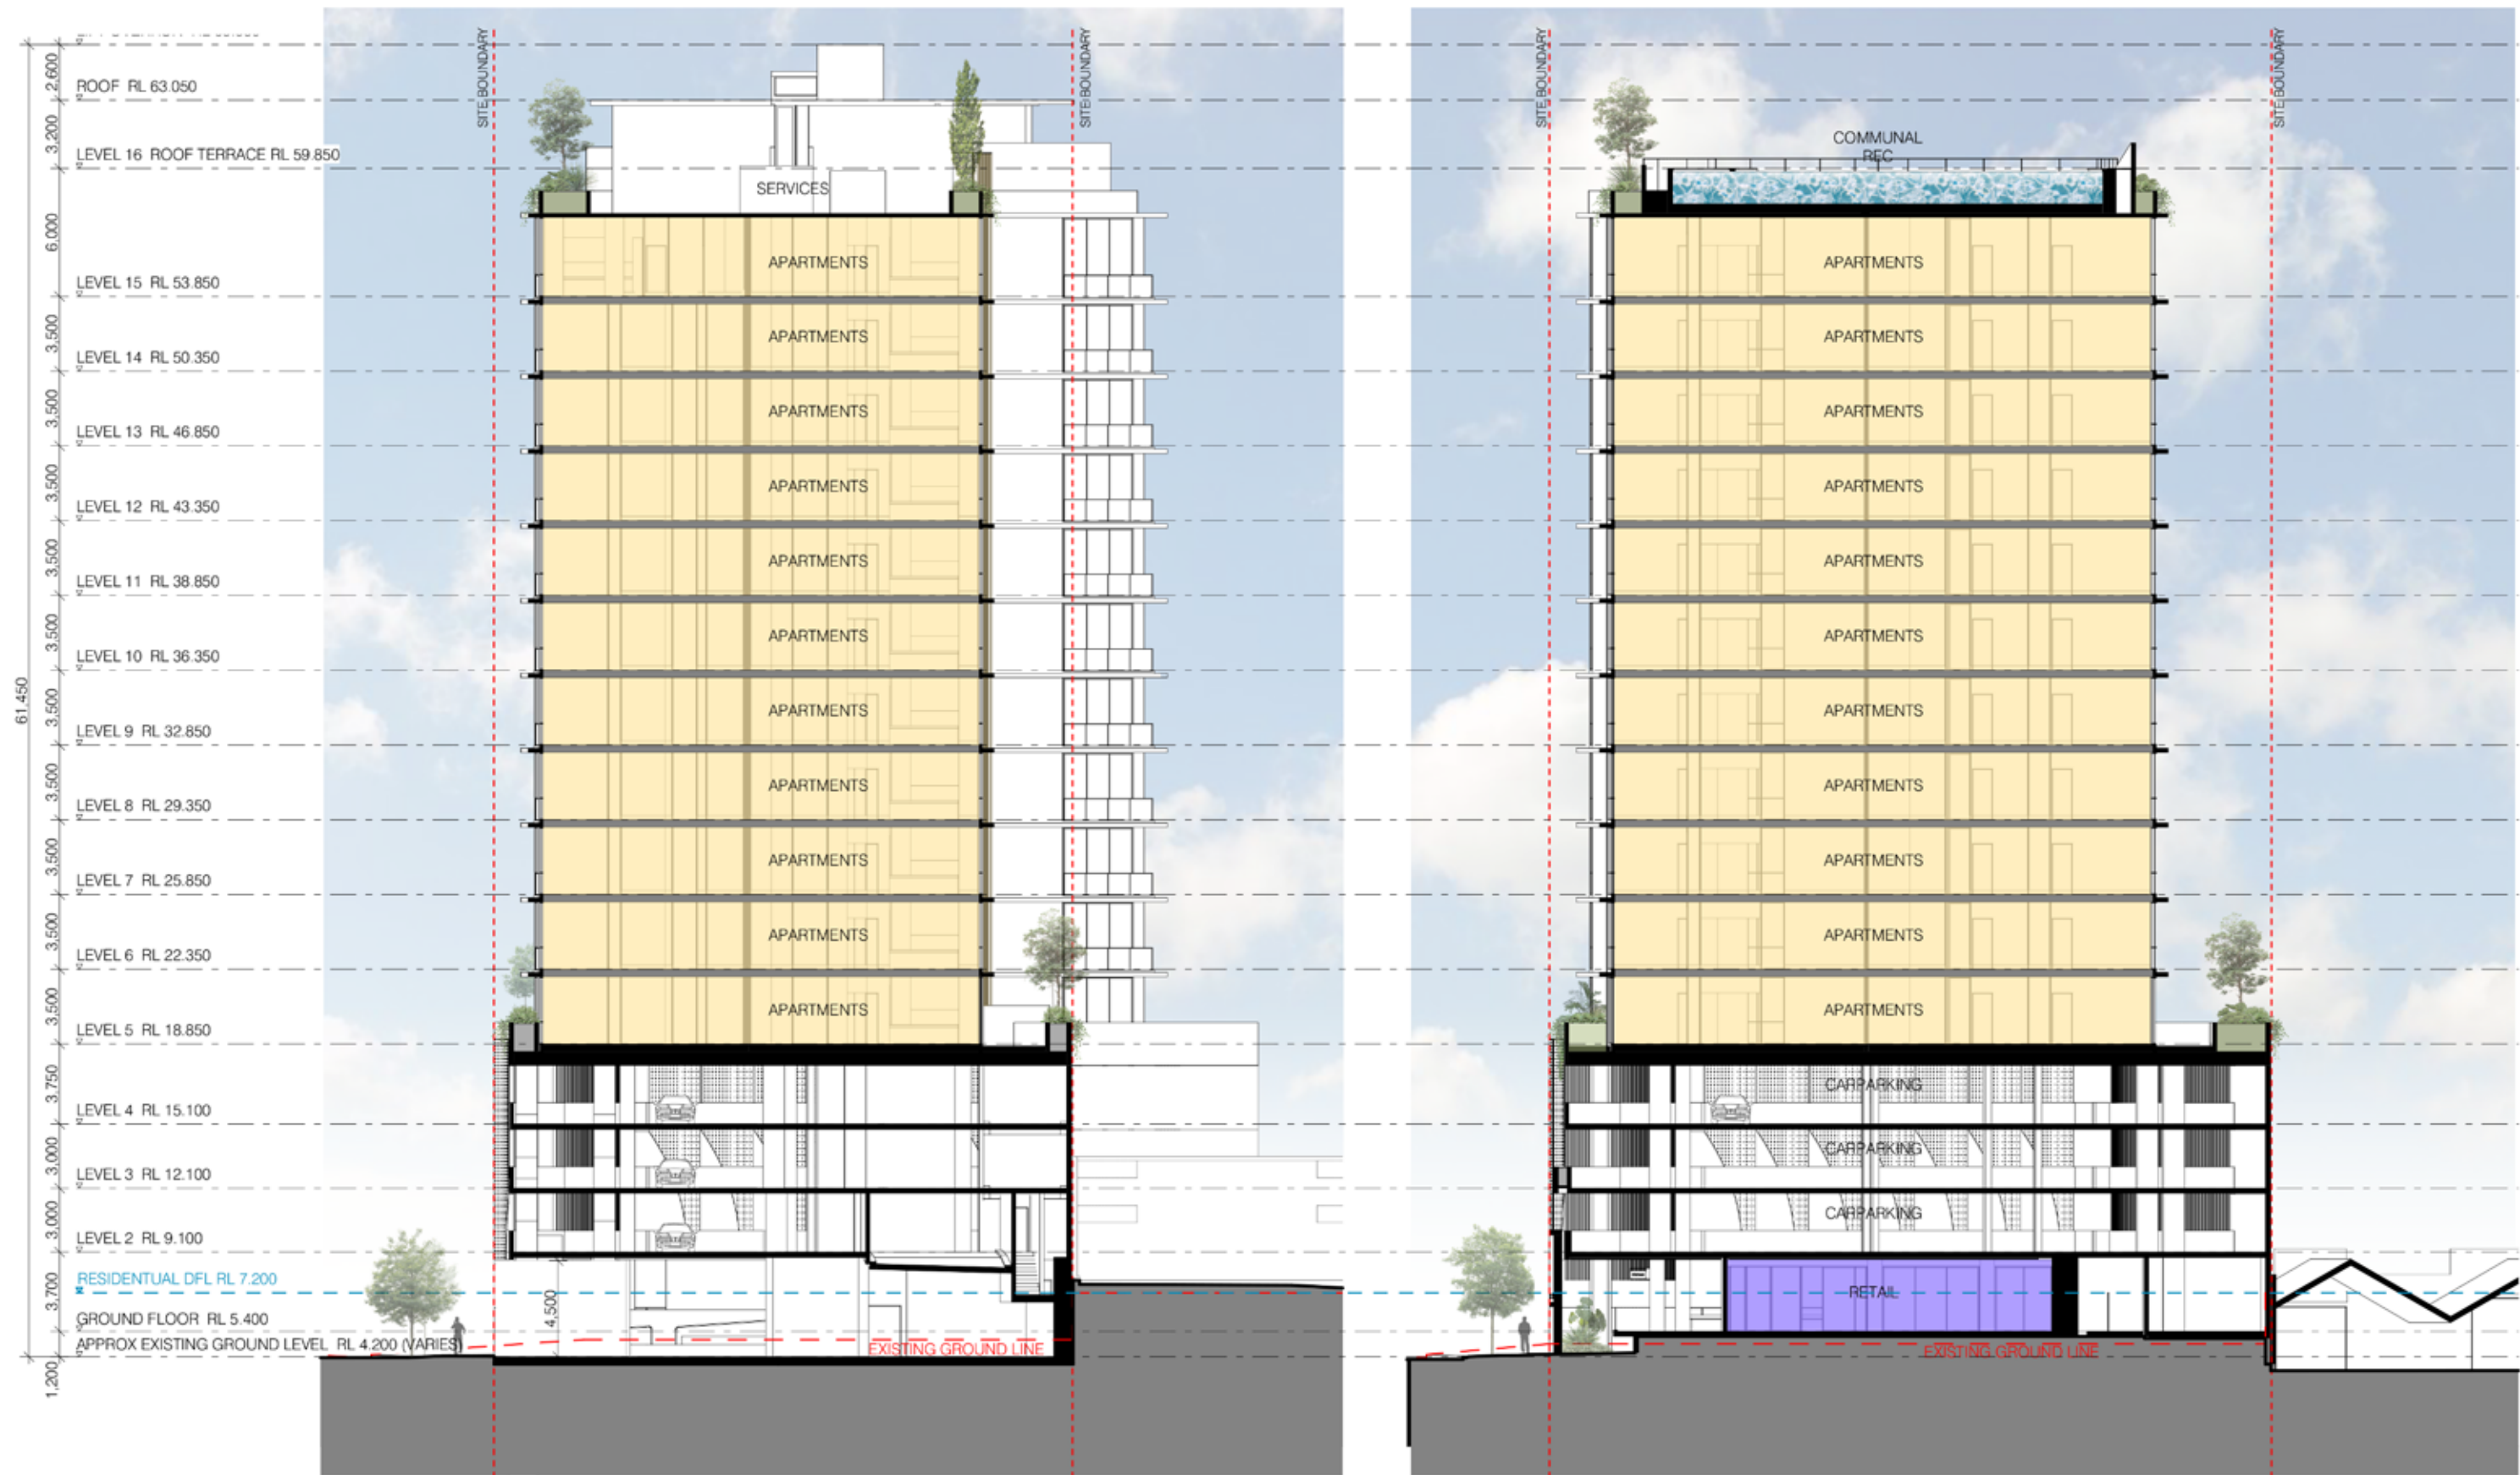 2,600
ROOF RL 63.050
3,200
LEVEL 16 ROOF TERRACE RL 59.850
6,000
LEVEL 15 RL 53.850
3,500
LEVEL 14 RL 50.350
3,500
LEVEL 13 RL 46.850
3,500
LEVEL 12 RL 43.350
3,500
LEVEL 11 RL 38.850
3,500
LEVEL 10 RL 36.350
61,450
3,500
LEVEL 9 RL 32.850
3,500
LEVEL 8 RL 29.350
3,500
LEVEL 7 RL 25.850
3,500
LEVEL 6 RL 22.350
3,500
LEVEL 5 RL 18.850
3,750
LEVEL 4 RL 15.100
3,000
LEVEL 3 RL 12.100
3,000
LEVEL 2 RL 9.100
RESIDENTUAL DFL RL 7.200
3,700
GROUND FLOOR RL 5.400
APPROX EXISTING GROUND LEVEL RL 4.200 (VARIES)
1,200
SITE BOUNDARY
SITE BOUNDARY
SERVICES
APARTMENTS
APARTMENTS
APARTMENTS
APARTMENTS
APARTMENTS
APARTMENTS
APARTMENTS
APARTMENTS
APARTMENTS
APARTMENTS
APARTMENTS
4,500
EXISTING GROUND LINE
SITE BOUNDARY
SITE BOUNDARY
COMMUNAL
REC
APARTMENTS
APARTMENTS
APARTMENTS
APARTMENTS
APARTMENTS
APARTMENTS
APARTMENTS
APARTMENTS
APARTMENTS
APARTMENTS
APARTMENTS
CARPARKING
CARPARKING
CARPARKING
RETAIL
EXISTING GROUND LINE